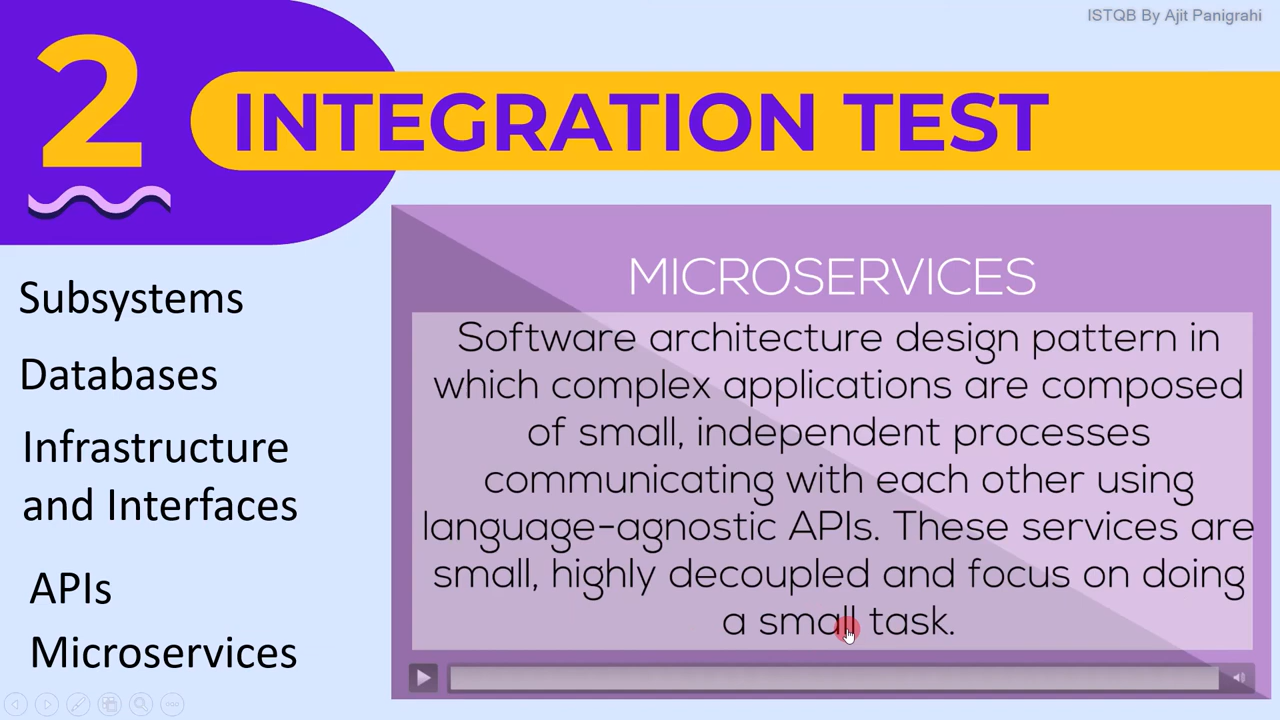 ISTQB By Ajit Panigrahi
2
INTEGRATION TEST
Subsystems
Databases
Infrastructure
and Interfaces
APIs
Microservices
MICROSERVICES
Software architecture design pattern in
which complex applications are composed
of small, independent processes
communicating with each other using
language-agnostic APIs. These services are
small, highly decoupled and focus on doing
a small task.